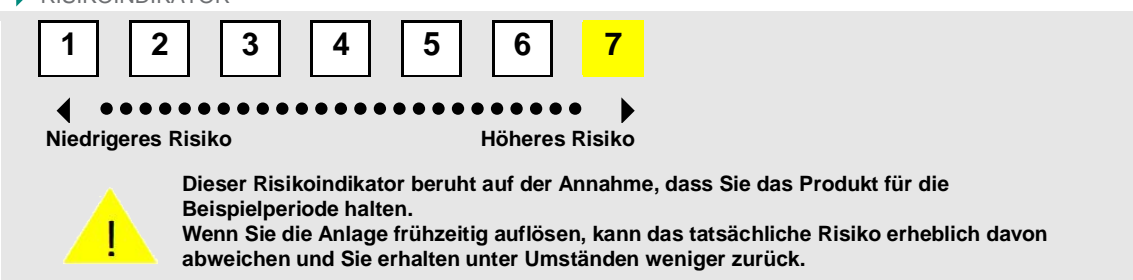 RISIKOINDIKATOR
1 2 3 4 5 6 7
Niedrigeres Risiko Höheres Risiko
Dieser Risikoindikator beruht auf der Annahme, dass Sie das Produkt für die
Beispielperiode halten.
! Wenn Sie die Anlage frühzeitig auflösen, kann das tatsächliche Risiko erheblich davon
abweichen und Sie erhalten unter Umständen weniger zurück.